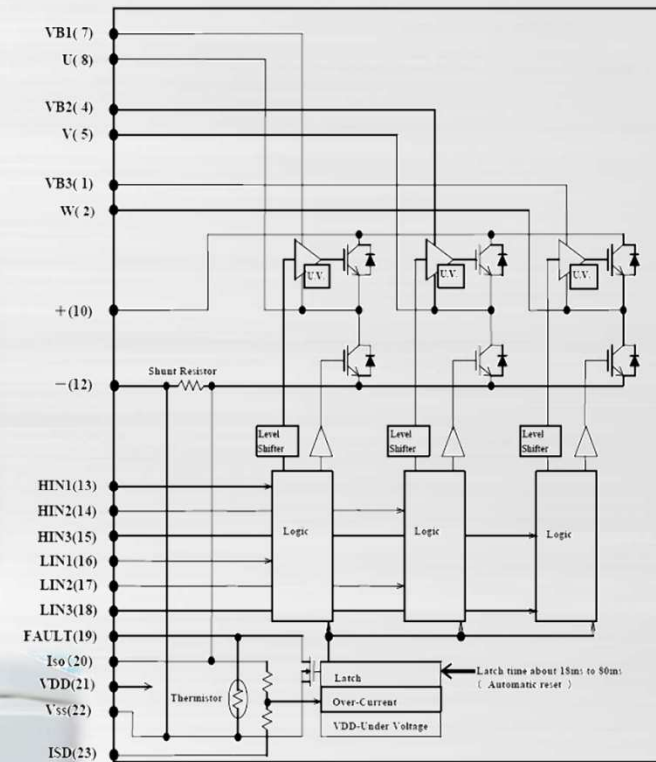 VB1(7)
U(8)
VB2(4)
V(5)
VB3(1)
W(2)
U.V.
U.V.
U.V.
+(10)
Shunt Resistor
−(12)
Level Shifter
Level Shifter
Level Shifter
HIN1(13)
HIN2(14)
HIN3(15)
LIN1(16)
LIN2(17)
LIN3(18)
Logic
Logic
Logic
FAULT(19)
Iso(20)
VDD(21)
Vss(22)
ISD(23)
Thermistor
Latch
Over-Current
VDD-Under Voltage
Latch time about 18ms to 80ms
( Automatic reset )